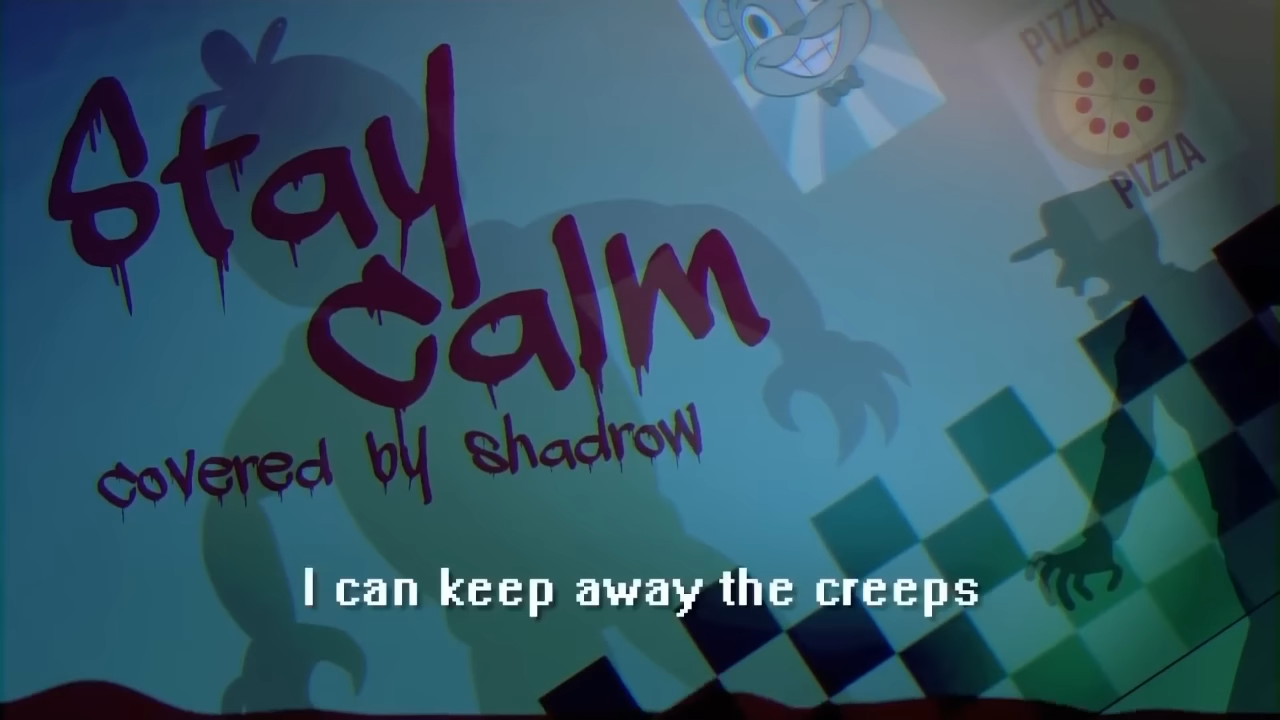 Stay
Calm
covered by shadrow
PIZZA
PIZZA
I can keep away the creeps